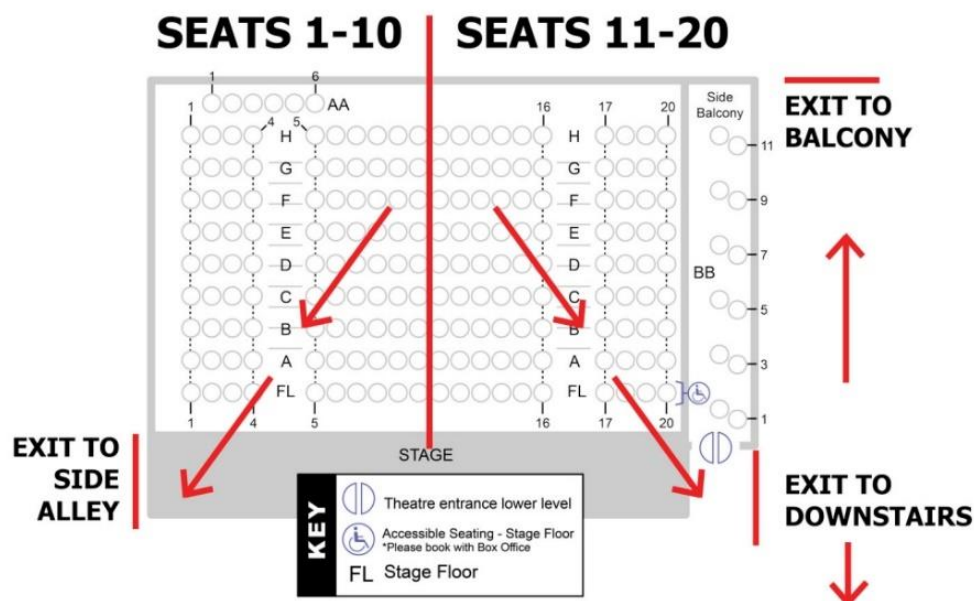 SEATS 1-10
SEATS 11-20
1 6
AA
1 4 5 16 17 20
H H
G G
F F
E E
D D
C C
B B
A A
FL FL
1 4 5 16 17 20
Side
Balcony
11
9
7
BB
5
3
1
EXIT TO
BALCONY
EXIT TO
SIDE
ALLEY
STAGE
EXIT TO
DOWNSTAIRS
KEY
Theatre entrance lower level
Accessible Seating - Stage Floor
*Please book with Box Office
FL Stage Floor